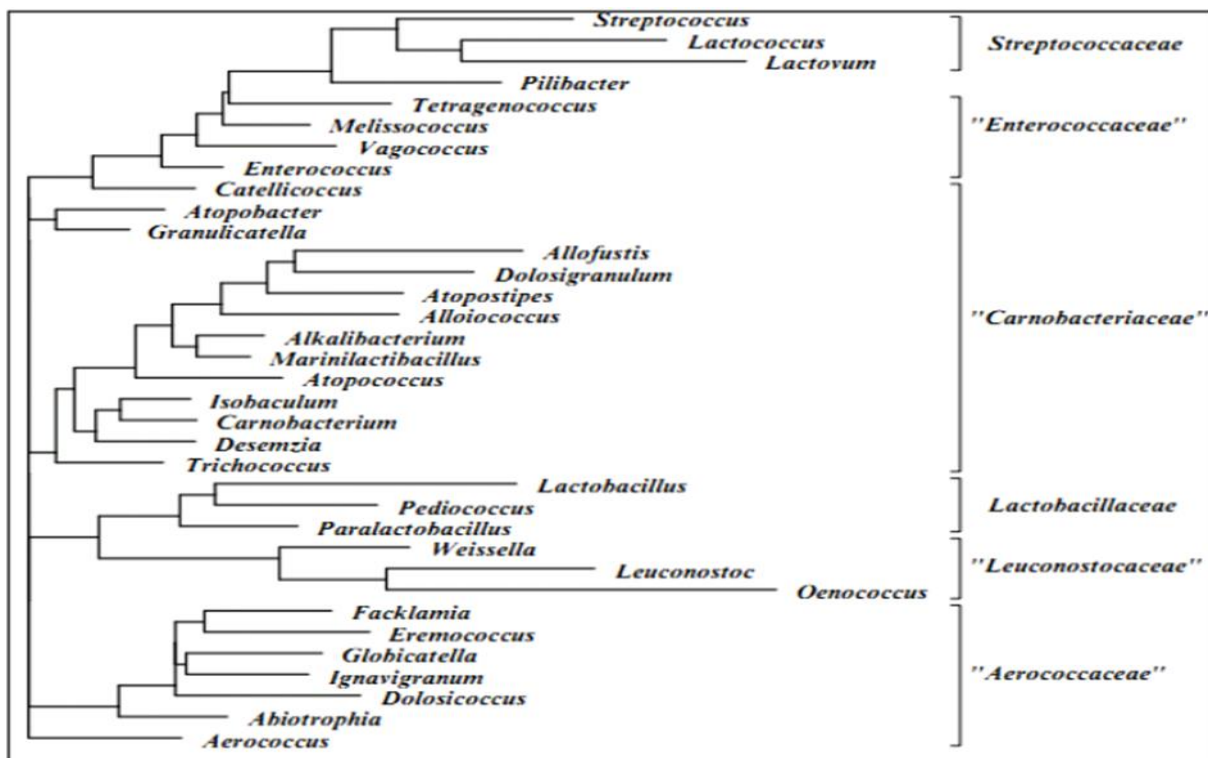 Streptococcus
Lactococcus
Streptococcaceae
Lactovum
Pilibacter
Tetragenococcus
Melissococcus
"Enterococcaceae"
Vagococcus
Enterococcus
Catellicoccus
Atopobacter
Granulicatella
Allofustis
Dolosigranulum
Atopostipes
Alloiococcus
"Carnobacteriaceae"
Alkalibacterium
Marinilactibacillus
Atopococcus
Isobaculum
Carnobacterium
Desemzia
Trichococcus
Lactobacillus
Pediococcus
Lactobacillaceae
Paralactobacillus
Weissella
"Leuconostocaceae"
Leuconostoc
Oenococcus
Facklamia
Eremococcus
Globicatella
Ignavigranum
"Aerococcaceae"
Dolosicoccus
Abiotrophia
Aerococcus